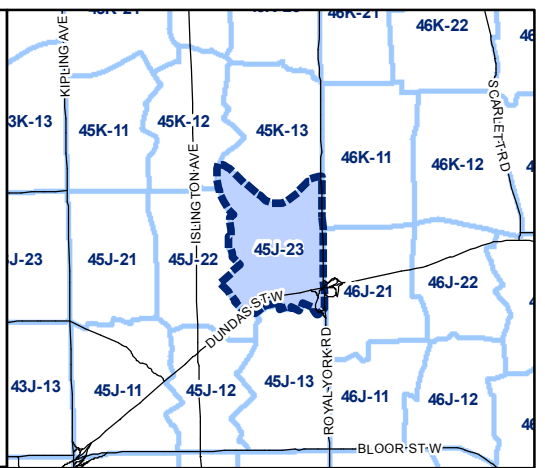 46K-21
46K-22
KIPLING AVE
SCARLETT RD
3K-13
45K-11
45K-12
45K-13
46K-11
46K-12
ISLINGTON AVE
J-23
45J-21
45J-22
45J-23
46J-21
46J-22
DUNDAS ST W
ROYAL YORK RD
43J-13
45J-11
45J-12
45J-13
46J-11
46J-12
BLOOR ST W